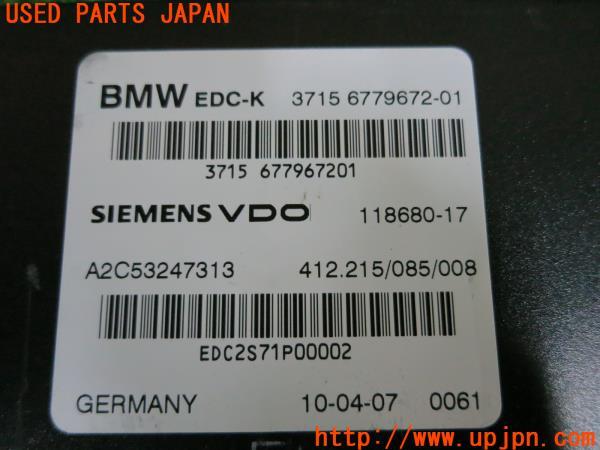 USED PARTS JAPAN
BMW EDC-K 3715 6779672-01
3715 677967201
SIEMENS VDO 118680-17
A2C53247313 412.215/085/008
EDC2S71P00002
GERMANY 10-04-07 0061
http://www.upjpn.com/